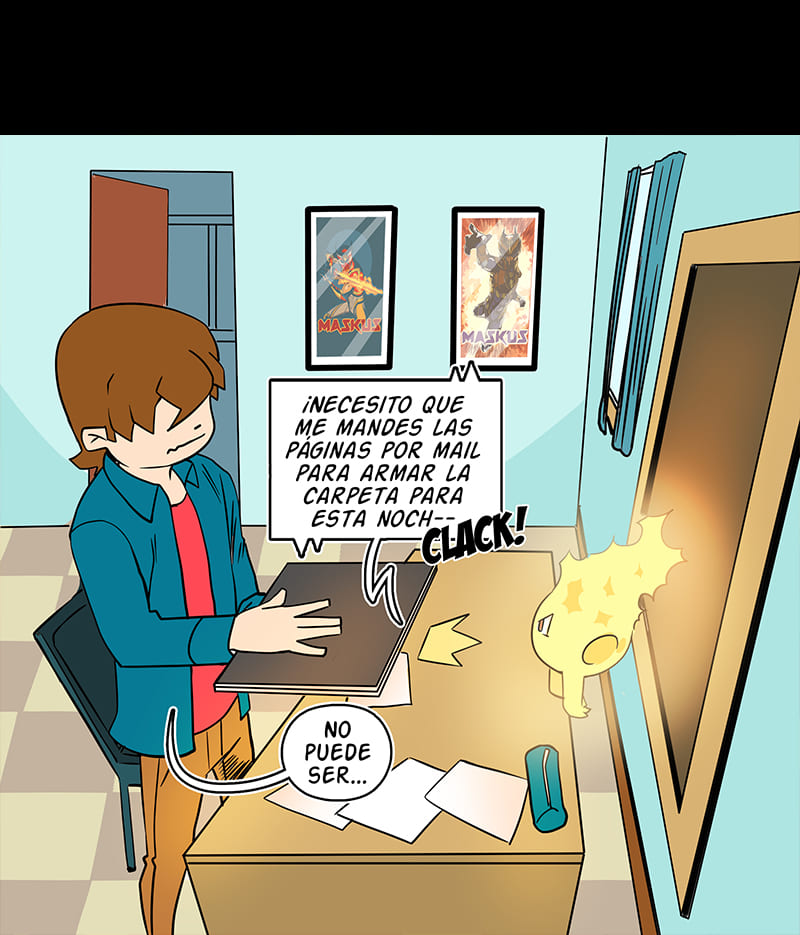 MASKUS
MASKUS
¡NECESITO QUE
ME MANDES LAS
PÁGINAS POR MAIL
PARA ARMAR LA
CARPETA PARA
ESTA NOCH--
CLACK!
NO
PUEDE
SER...